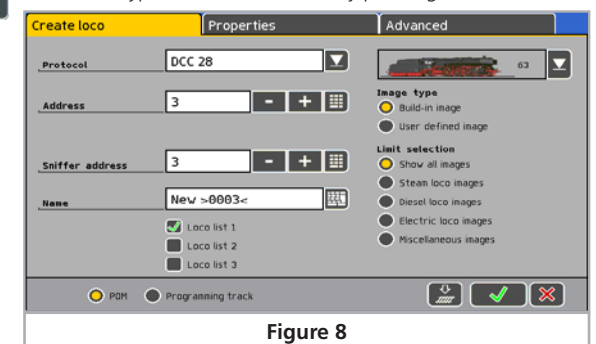 Create loco
Properties
Advanced
Protocol
DCC 28
63
Address
3
- +
Image type
Build-in image
User defined image
Sniffer address
3
- +
Limit selection
Show all images
Steam loco images
Name
New >0003<
Diesel loco images
Electric loco images
Miscellaneous images
Loco list 1
Loco list 2
Loco list 3
POM
Programming track
Figure 8